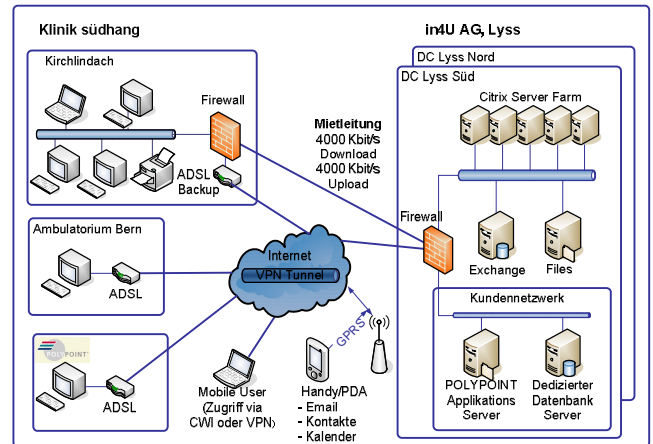 Klinik südhang
in4U AG, Lyss
Kirchlindach
Firewall
ADSL
Backup
Mietleitung
4000 Kbit/s
Download
4000 Kbit/s
Upload
DC Lyss Nord
DC Lyss Süd
Citrix Server Farm
Firewall
Exchange
Files
Ambulatorium Bern
ADSL
Internet
VPN Tunnel
Kundennetzwerk
POLYPOINT
Applikations
Server
Dedizierter
Datenbank
Server
POLYPOINT
ADSL
Mobile User
(Zugriff via
CWI oder VPN)
GPRS
Handy/PDA
- Email
- Kontakte
- Kalender